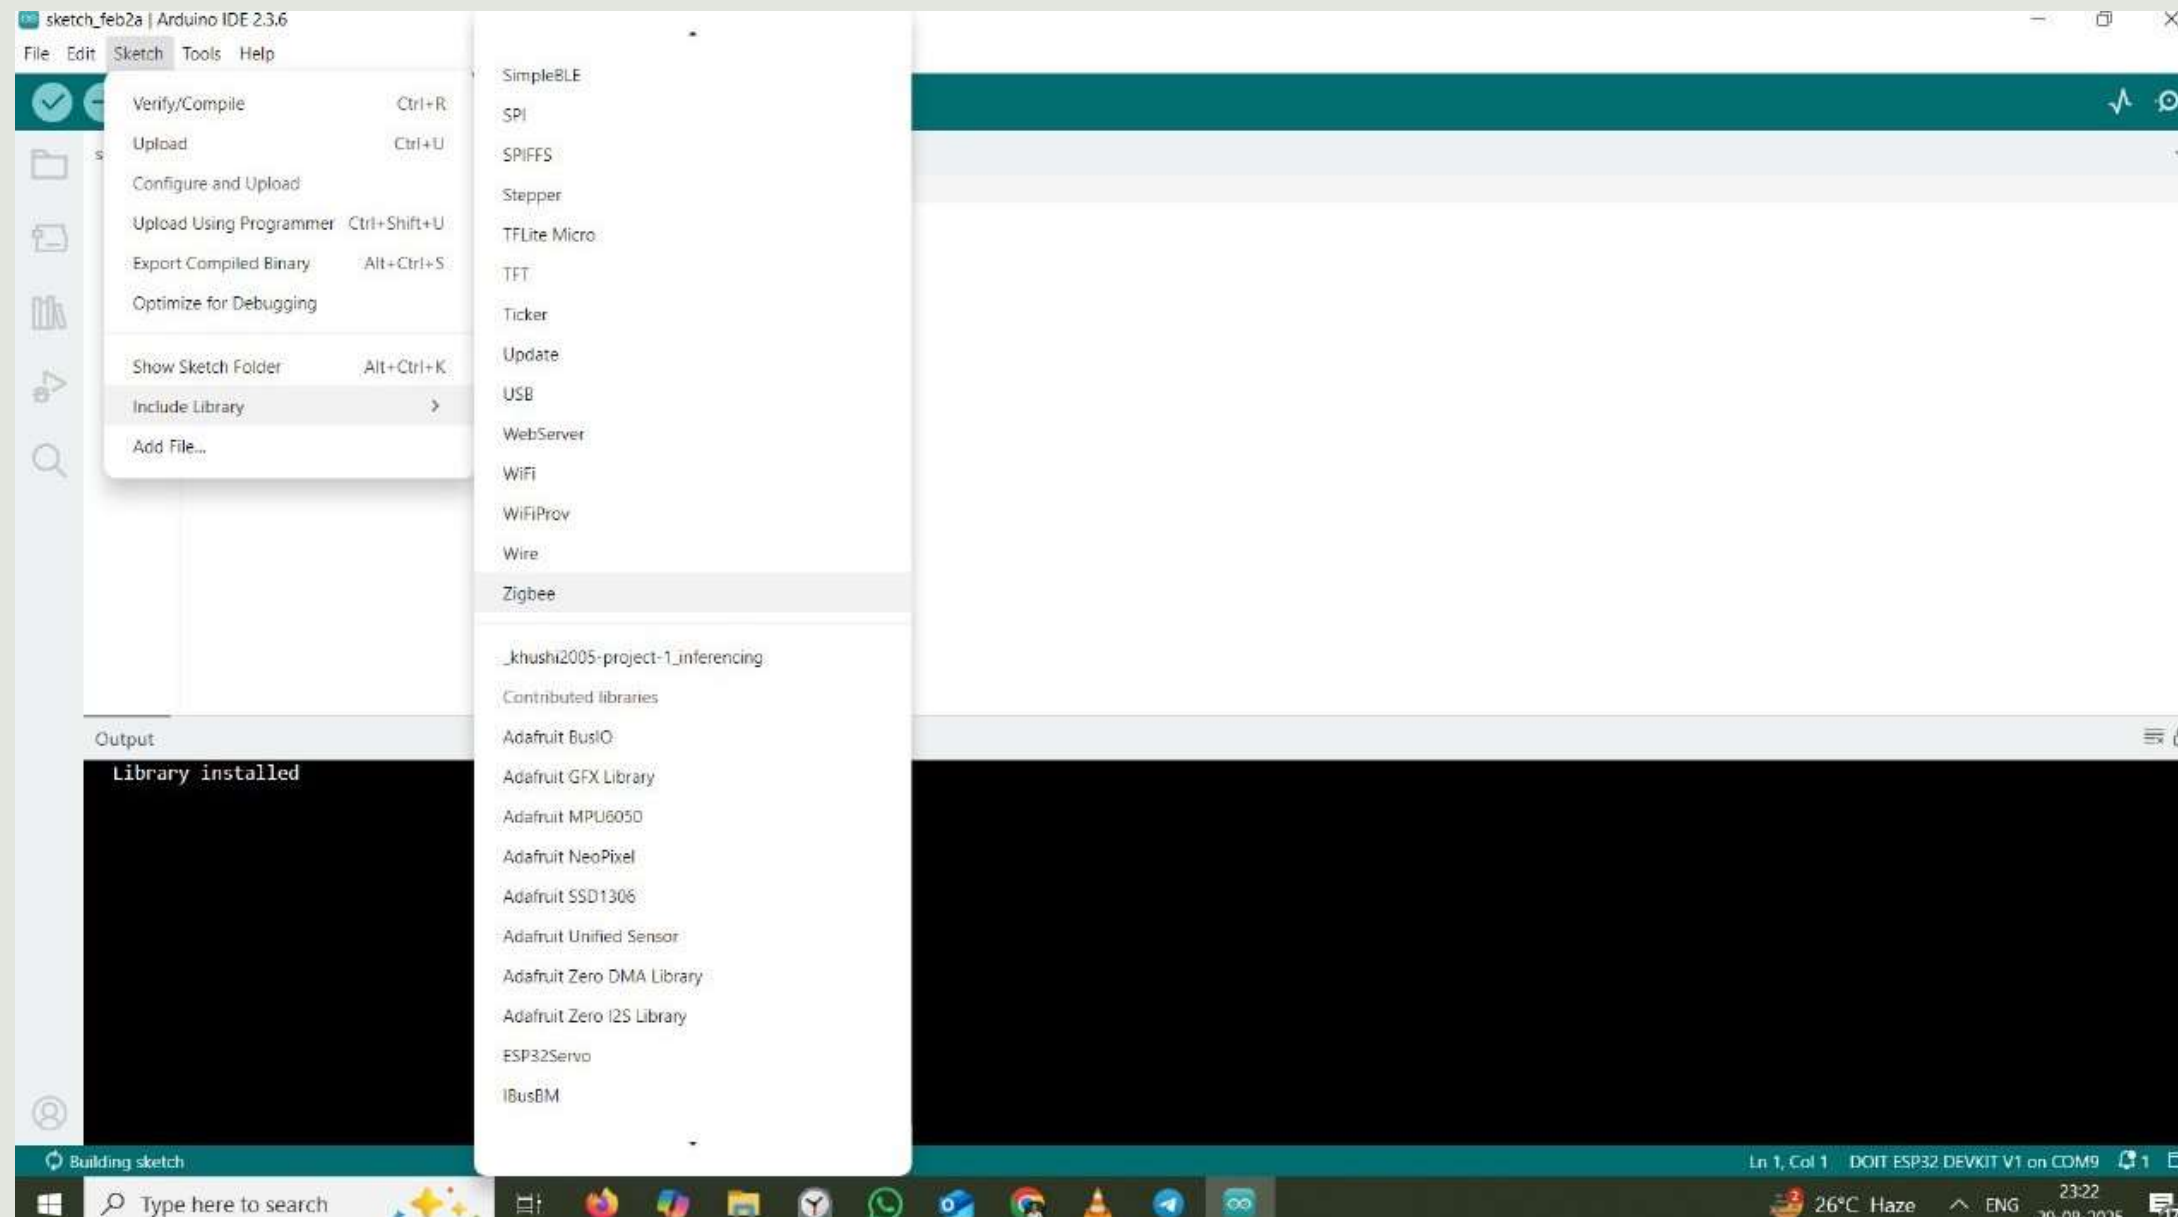 sketch_feb2a | Arduino IDE 2.3.6
File Edit Sketch Tools Help
Verify/Compile Ctrl+R
Upload Ctrl+U
Configure and Upload
Upload Using Programmer Ctrl+Shift+U
Export Compiled Binary Alt+Ctrl+S
Optimize for Debugging
Show Sketch Folder Alt+Ctrl+K
Include Library
Add File...
SimpleBLE
SPI
SPIFFS
Stepper
TFLite Micro
TFT
Ticker
Update
USB
WebServer
WiFi
WiFiProv
Wire
Zigbee
_khushi2005-project-1_inferencing
Contributed libraries
Adafruit BusIO
Adafruit GFX Library
Adafruit MPU6050
Adafruit NeoPixel
Adafruit SSD1306
Adafruit Unified Sensor
Adafruit Zero DMA Library
Adafruit Zero I2S Library
ESP32Servo
IBusBM
Output
Library installed
Building sketch
Ln 1, Col 1 DOIT ESP32 DEVKIT V1 on COM9 1
Type here to search
2
26°C Haze ENG
23:22